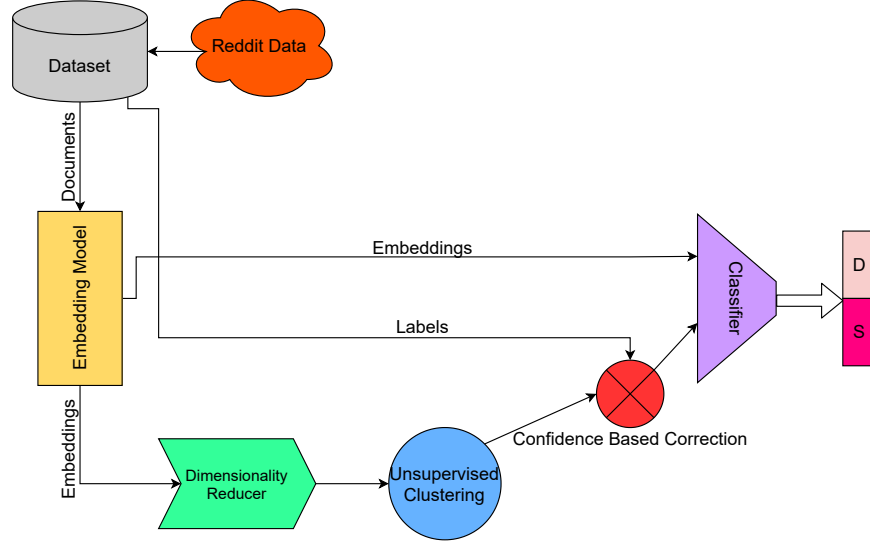 Reddit Data
Dataset
Documents
Embedding Model
Embeddings
Classifier
D
S
Labels
Confidence Based Correction
Embeddings
Dimensionality
Reducer
Unsupervised
Clustering